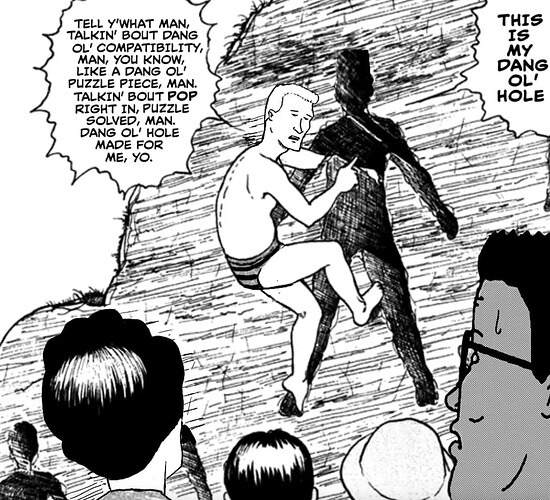 TELL Y'WHAT MAN,
TALKIN' BOUT DANG
OL' COMPATIBILITY,
MAN, YOU KNOW,
LIKE A DANG OL'
PUZZLE PIECE, MAN.
TALKIN' BOUT POP
RIGHT IN, PUZZLE
SOLVED, MAN.
DANG OL' HOLE
MADE FOR
ME, YO.
THIS
IS
MY
DANG
OL'
HOLE